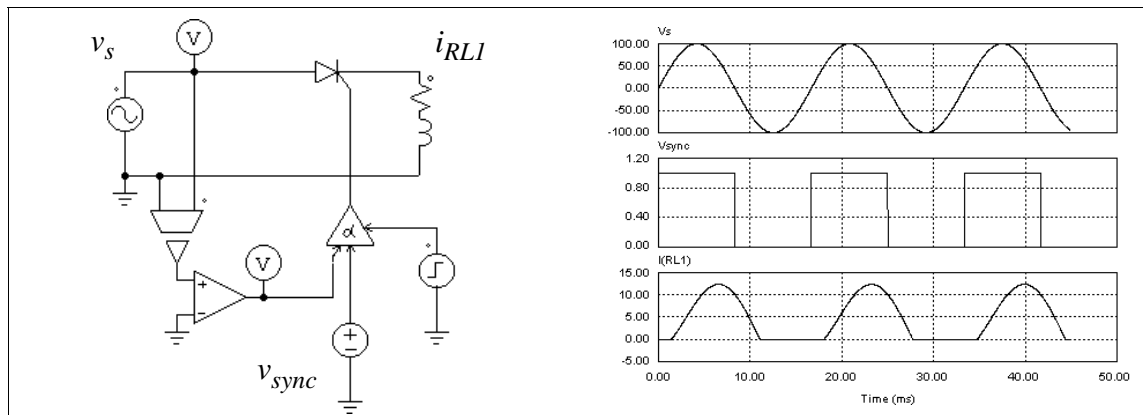 v_s
V
i_RL1
α
V
+
−
+
−
v_sync
Vs
100.00
50.00
0.00
-50.00
-100.00
Vsync
1.20
0.80
0.40
0.00
I(RL1)
15.00
10.00
5.00
0.00
-5.00
0.00 10.00 20.00 30.00 40.00 50.00
Time (ms)